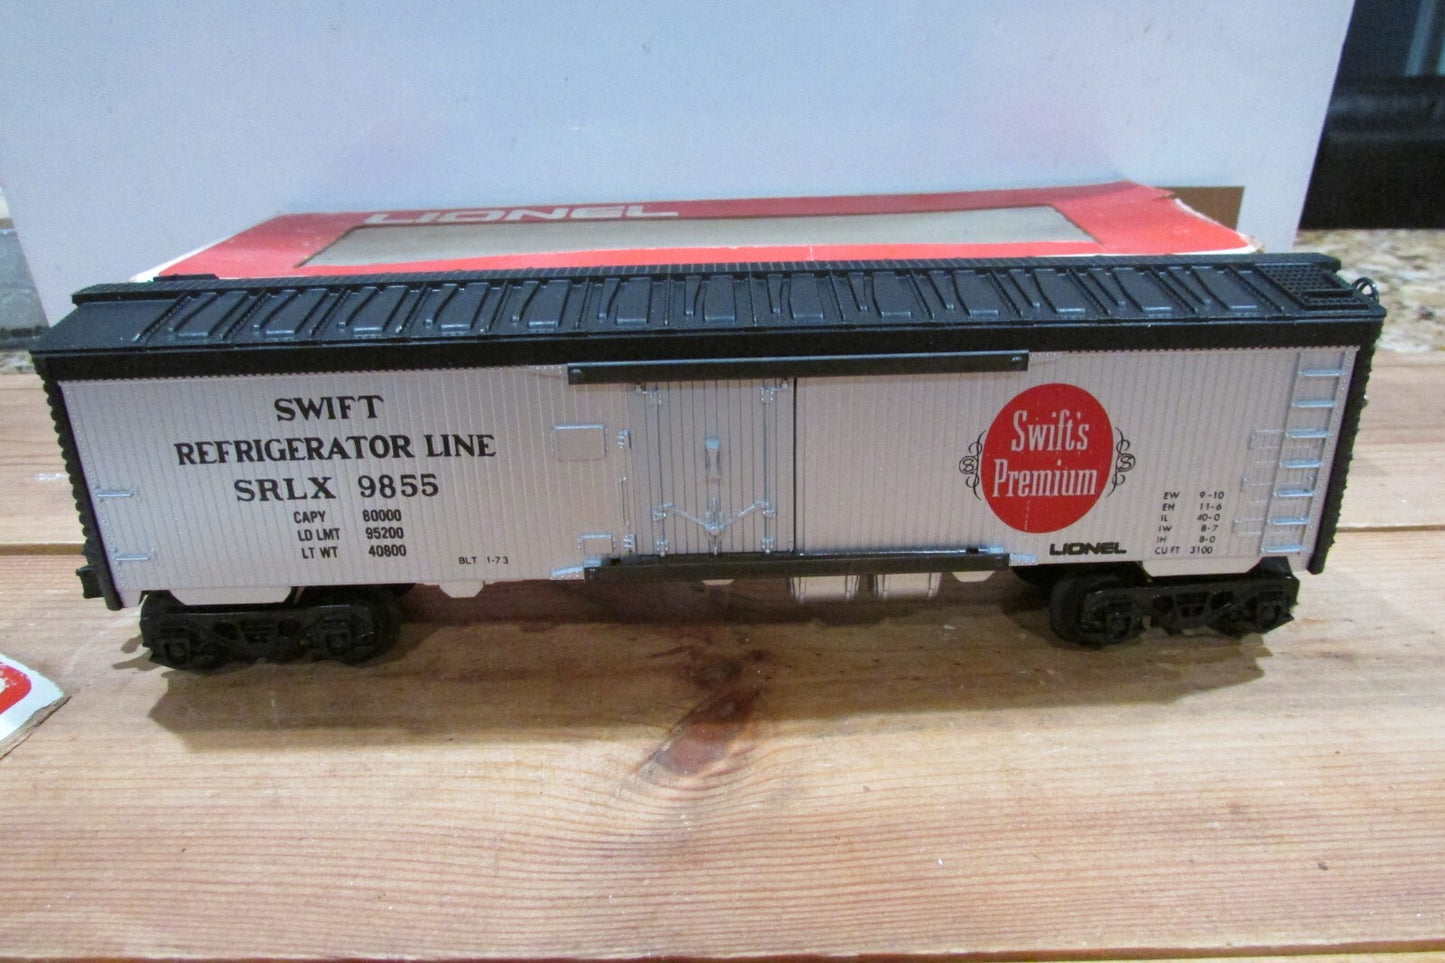 LIONEL
SWIFT
REFRIGERATOR LINE
SRLX 9855
CAPY 80000
LD LMT 95200
LT WT 40800
BLT 1-73
Swift's
Premium
S
S
EW 9-10
EH 11-6
IL 40-0
IW 8-7
IH 8-0
CU FT 3100
LIONEL